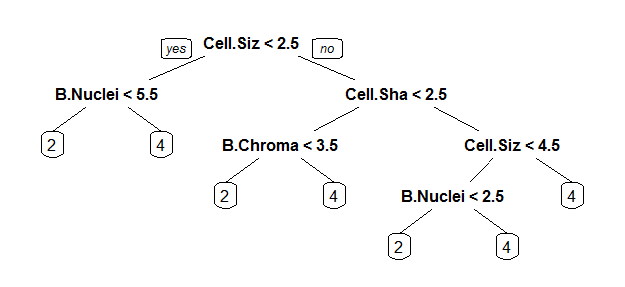 yes Cell.Siz < 2.5 no
B.Nuclei < 5.5 Cell.Sha < 2.5
2 4 B.Chroma < 3.5 Cell.Siz < 4.5
2 4 B.Nuclei < 2.5 4
2 4